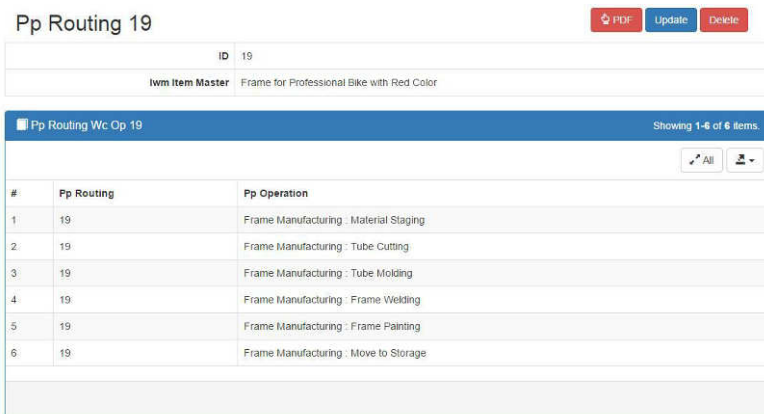 Pp Routing 19
PDF Update Delete
ID 19
Iwm Item Master Frame for Professional Bike with Red Color
Pp Routing Wc Op 19 Showing 1-6 of 6 items.
All
# Pp Routing Pp Operation
1 19 Frame Manufacturing : Material Staging
2 19 Frame Manufacturing : Tube Cutting
3 19 Frame Manufacturing : Tube Molding
4 19 Frame Manufacturing : Frame Welding
5 19 Frame Manufacturing : Frame Painting
6 19 Frame Manufacturing : Move to Storage